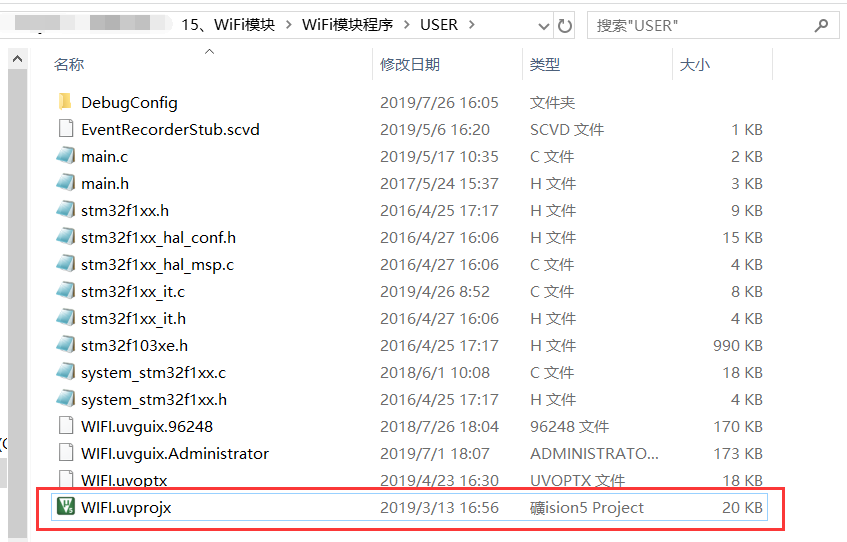 15、WiFi模块 > WiFi模块程序 > USER > 搜索"USER"
名称 修改日期 类型 大小
DebugConfig 2019/7/26 16:05 文件夹
EventRecorderStub.scvd 2019/5/6 16:20 SCVD 文件 1 KB
main.c 2019/5/17 10:35 C 文件 2 KB
main.h 2017/5/24 15:37 H 文件 3 KB
stm32f1xx.h 2016/4/25 17:17 H 文件 9 KB
stm32f1xx_hal_conf.h 2016/4/27 16:06 H 文件 15 KB
stm32f1xx_hal_msp.c 2016/4/27 16:06 C 文件 4 KB
stm32f1xx_it.c 2019/4/26 8:52 C 文件 8 KB
stm32f1xx_it.h 2016/4/27 16:06 H 文件 4 KB
stm32f103xe.h 2016/4/25 17:17 H 文件 990 KB
system_stm32f1xx.c 2018/6/1 10:08 C 文件 18 KB
system_stm32f1xx.h 2016/4/25 17:17 H 文件 4 KB
WIFI.uvguix.96248 2018/7/26 18:04 96248 文件 170 KB
WIFI.uvguix.Administrator 2019/7/1 18:07 ADMINISTRATO... 173 KB
WIFI.uvoptx 2019/4/23 16:30 UVOPTX 文件 18 KB
WIFI.uvprojx 2019/3/13 16:56 礦ision5 Project 20 KB